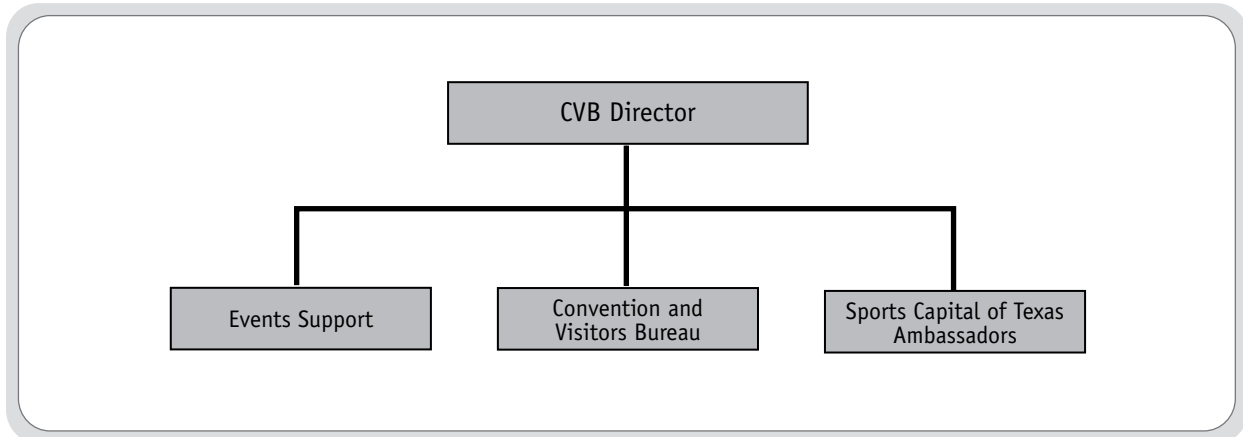 CVB Director
Events Support
Convention and
Visitors Bureau
Sports Capital of Texas
Ambassadors